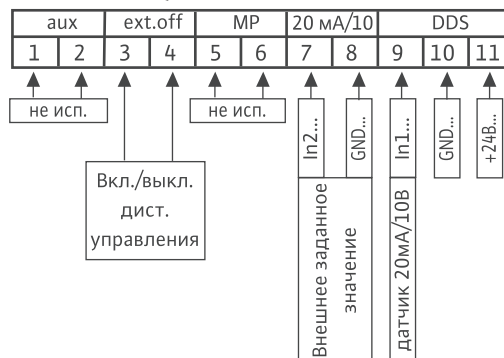 aux ext.off MP 20 мА/10 DDS
1 2 3 4 5 6 7 8 9 10 11
не исп. не исп. In2... GND... In1... GND... +24В...
Вкл./выкл.
дист.
управления
Внешнее заданное
значение
датчик 20мА/10В